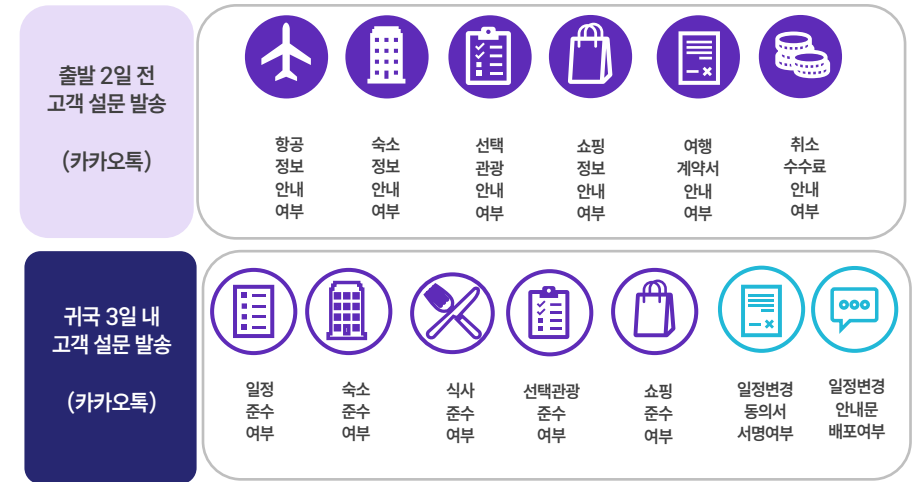 출발 2일 전
고객 설문 발송
(카카오톡)
항공
정보
안내
여부
숙소
정보
안내
여부
선택
관광
안내
여부
쇼핑
정보
안내
여부
여행
계약서
안내
여부
취소
수수료
안내
여부
귀국 3일 내
고객 설문 발송
(카카오톡)
일정
준수
여부
숙소
준수
여부
식사
준수
여부
선택관광
준수
여부
쇼핑
준수
여부
일정변경
동의서
서명여부
일정변경
안내문
배포여부